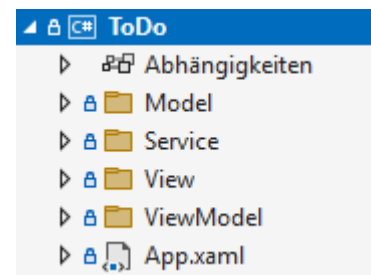 C# ToDo
Abhängigkeiten
Model
Service
View
ViewModel
App.xaml